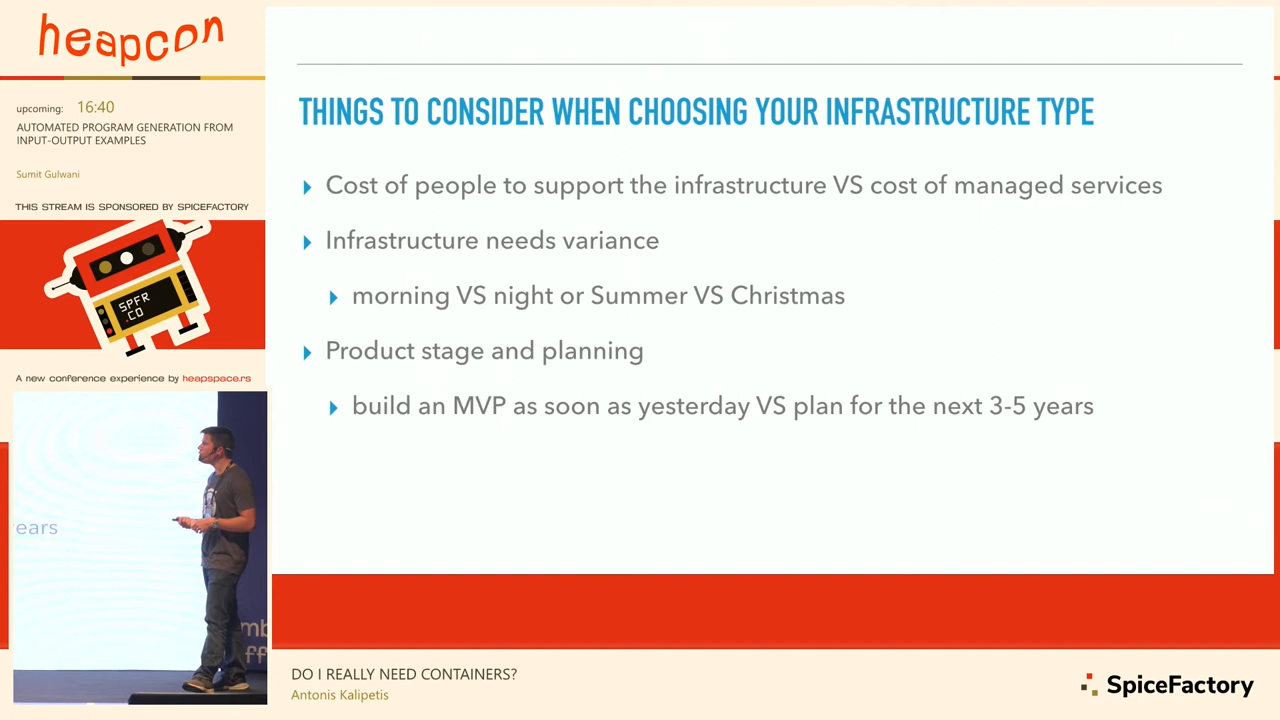 heapcon
upcoming: 16:40
AUTOMATED PROGRAM GENERATION FROM
INPUT-OUTPUT EXAMPLES
Sumit Gulwani
THIS STREAM IS SPONSORED BY SPICEFACTORY
SPFR
.CO
A new conference experience by heapspace.rs
THINGS TO CONSIDER WHEN CHOOSING YOUR INFRASTRUCTURE TYPE
Cost of people to support the infrastructure VS cost of managed services
Infrastructure needs variance
morning VS night or Summer VS Christmas
Product stage and planning
build an MVP as soon as yesterday VS plan for the next 3-5 years
ears
DO I REALLY NEED CONTAINERS?
Antonis Kalipetis
SpiceFactory